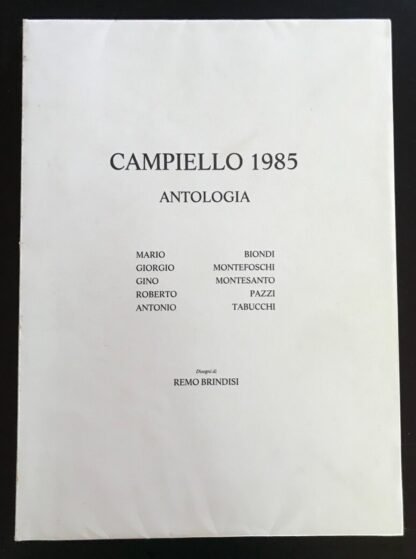 CAMPIELLO 1985
ANTOLOGIA
MARIO BIONDI
GIORGIO MONTEFOSCHI
GINO MONTESANTO
ROBERTO PAZZI
ANTONIO TABUCCHI
Disegni di
REMO BRINDISI